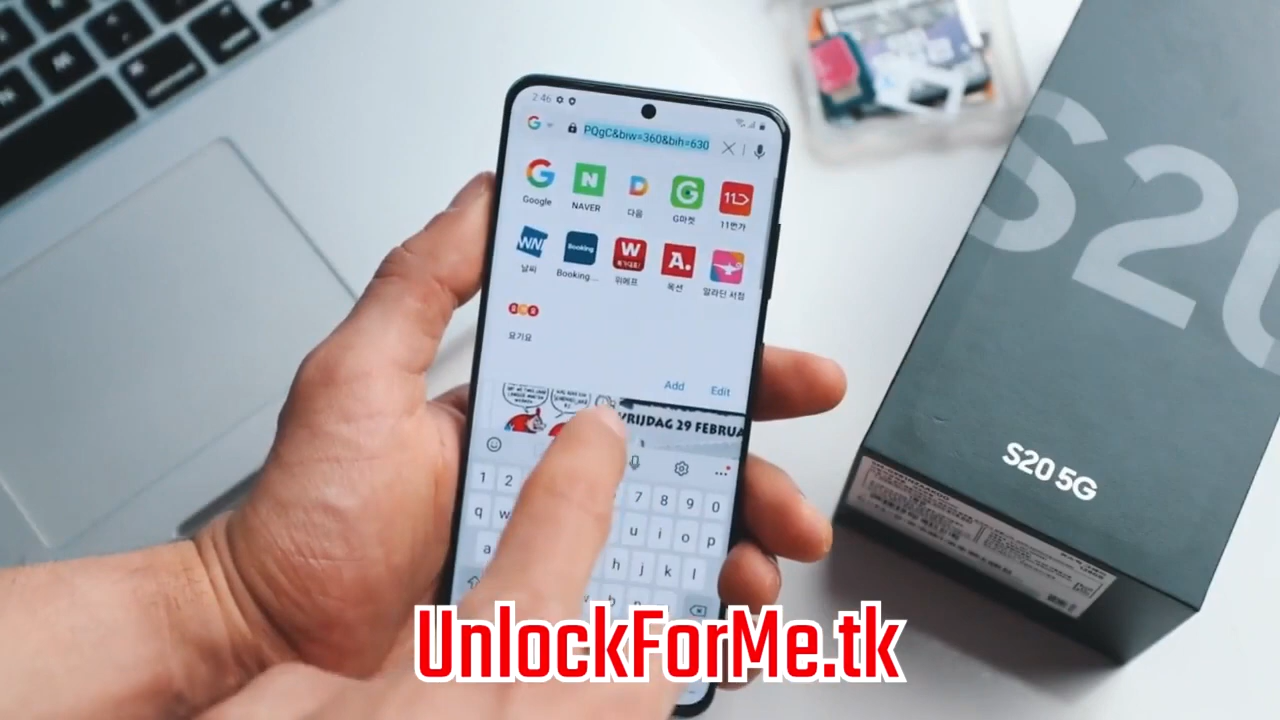 2:46
PQgC&biw=360&bih=630
Google
NAVER
다음
G마켓
11번가
날씨
Booking....
위메프
옥션
알라딘 서점
요기요
Add
Edit
VRIJDAG 29 FEBRUA
1 2 7 8 9 0
q w u i o p
a h j k l
S20
S20 5G
UnlockForMe.tk